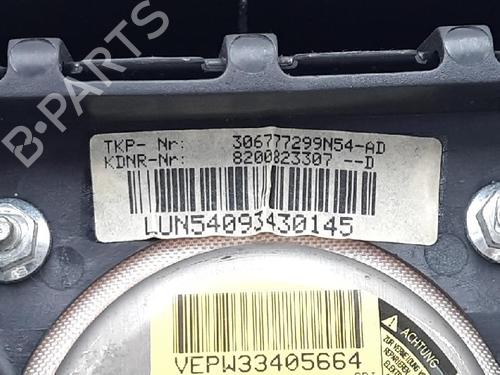 B-PARTS
TKP- Nr: 306777299N54-AD
KDNR-Nr: 8200823307 --D
LUN54093430145
VEPW33405664
ACHTUNG